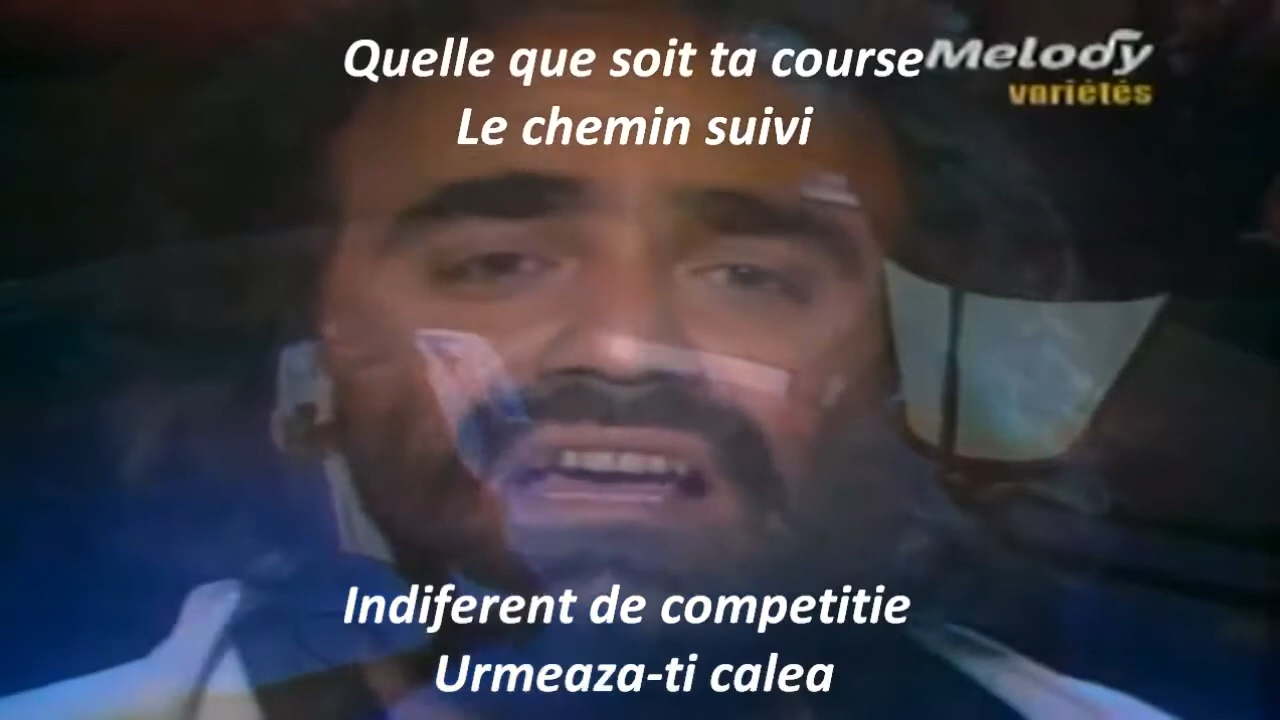 Quelle que soit ta course
Melody
variétés
Le chemin suivi
Indiferent de competitie
Urmeaza-ti calea